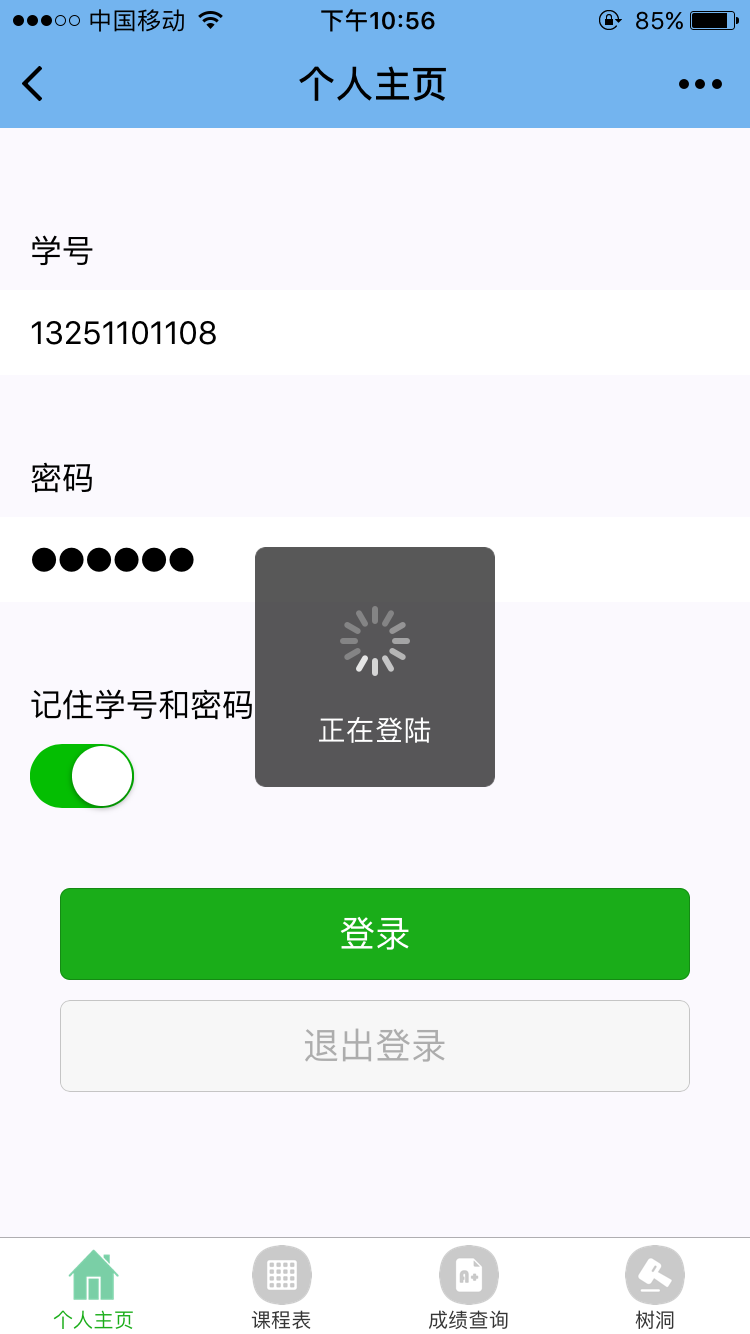 中国移动 下午10:56 85%
个人主页
学号
13251101108
密码
●●●●●●
记住学号和密码
正在登陆
登录
退出登录
个人主页 课程表 成绩查询 树洞